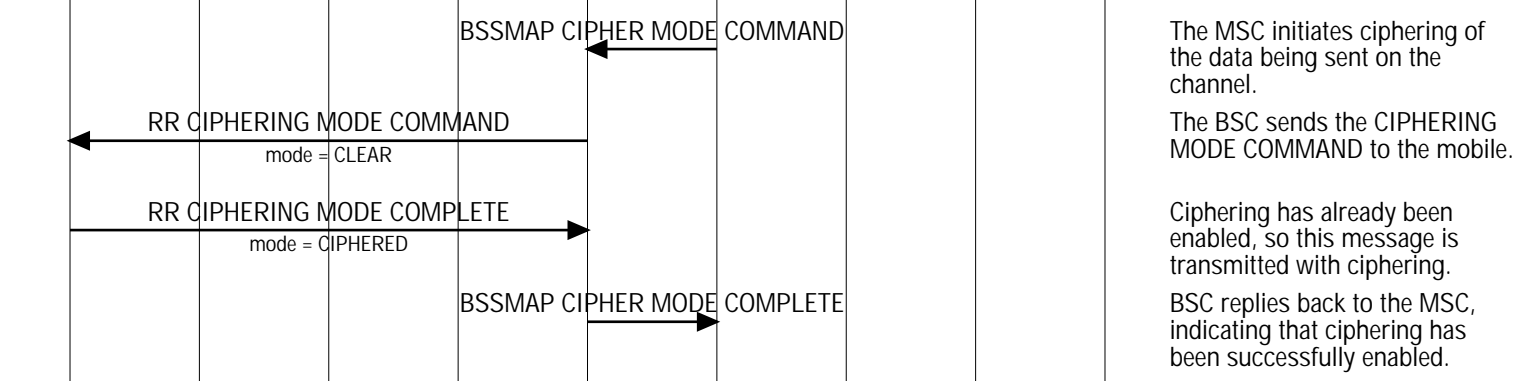 BSSMAP CIPHER MODE COMMAND
The MSC initiates ciphering of
the data being sent on the
channel.
RR CIPHERING MODE COMMAND
mode = CLEAR
The BSC sends the CIPHERING
MODE COMMAND to the mobile.
RR CIPHERING MODE COMPLETE
mode = CIPHERED
Ciphering has already been
enabled, so this message is
transmitted with ciphering.
BSSMAP CIPHER MODE COMPLETE
BSC replies back to the MSC,
indicating that ciphering has
been successfully enabled.